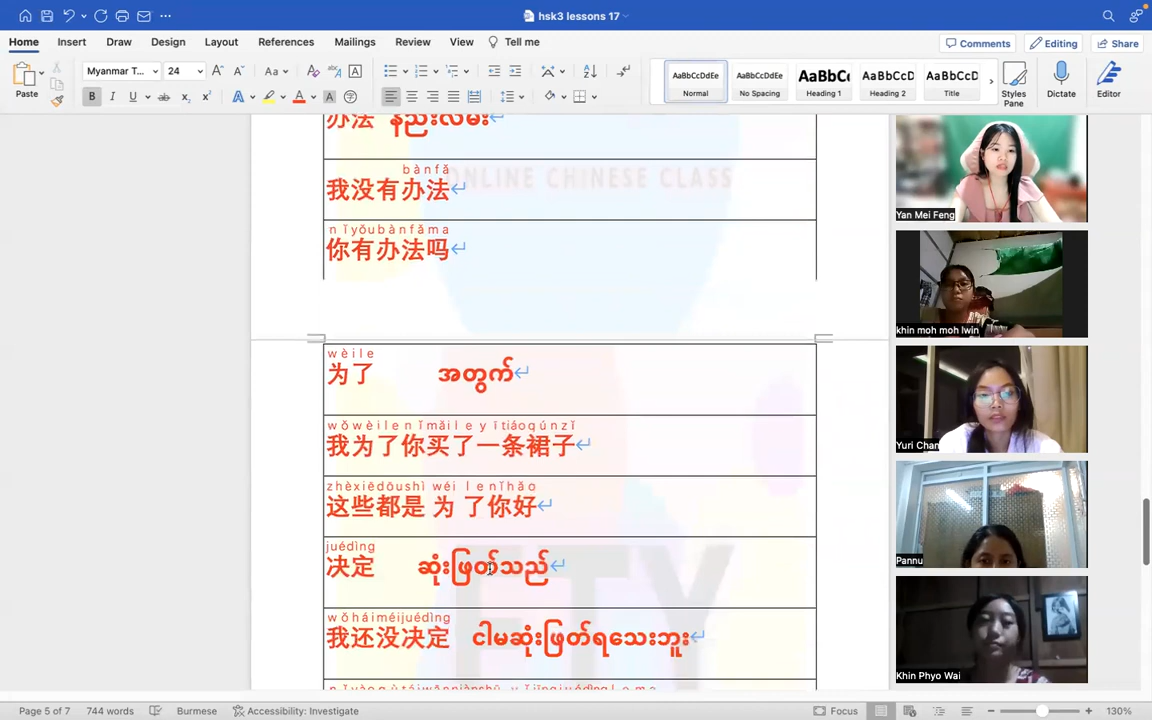 hsk3 lessons 17
Home Insert Draw Design Layout References Mailings Review View Tell me
Comments Editing Share
Paste
Myanmar T... 24
Aa
AaBbCcDdEe AaBbCcDdEe AaBbC AaBbCcD AaBbCcD
Normal No Spacing Heading 1 Heading 2 Title
Styles Pane
Dictate
Editor
办法 နည်းလမ်း
ONLINE CHINESE CLASS
bànfǎ
我没有办法
nǐyǒubànfǎma
你有办法吗
wèile
为了 အတွက်
wǒwèilenǐmǎileyītiáoqúnzǐ
我为了你买了一条裙子
zhèxiēdōushì wéi lenǐhǎo
这些都是 为 了你好
juédìng
决定 ဆုံးဖြတ်သည်
wǒháiméijuédìng
我还没决定 ငါမဆုံးဖြတ်ရသေးဘူး
ETY
Yan Mei Feng
khin moh moh lwin
Yuri Chan
Pannu
Khin Phyo Wai
Page 5 of 7 744 words Burmese Accessibility: Investigate Focus 130%